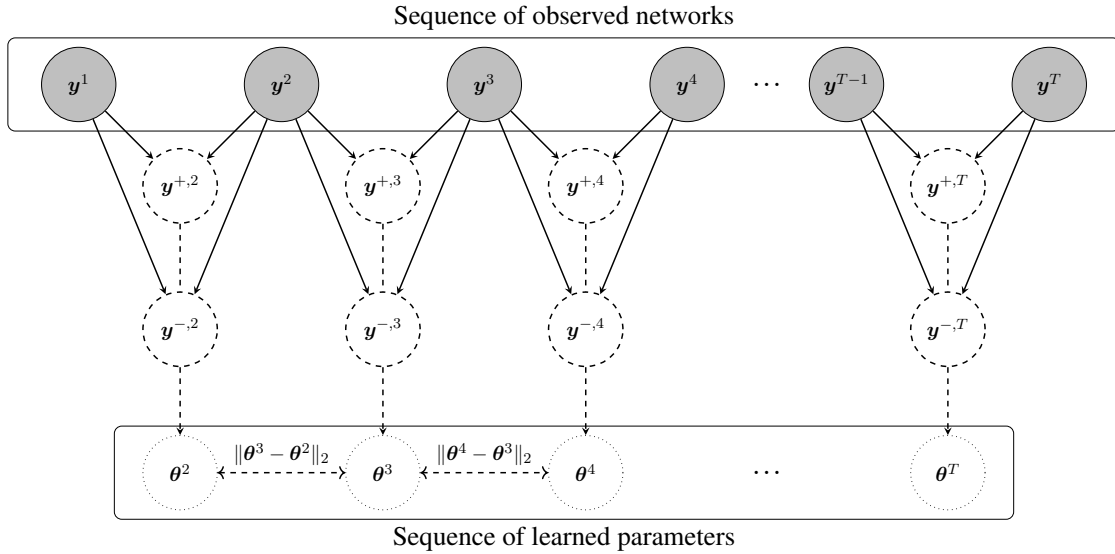 Sequence of observed networks
y^1 y^2 y^3 y^4 ⋯ y^{T−1} y^T
y^{+,2} y^{+,3} y^{+,4} y^{+,T}
y^{−,2} y^{−,3} y^{−,4} y^{−,T}
‖θ^3 − θ^2‖_2 ‖θ^4 − θ^3‖_2
θ^2 θ^3 θ^4 ⋯ θ^T
Sequence of learned parameters